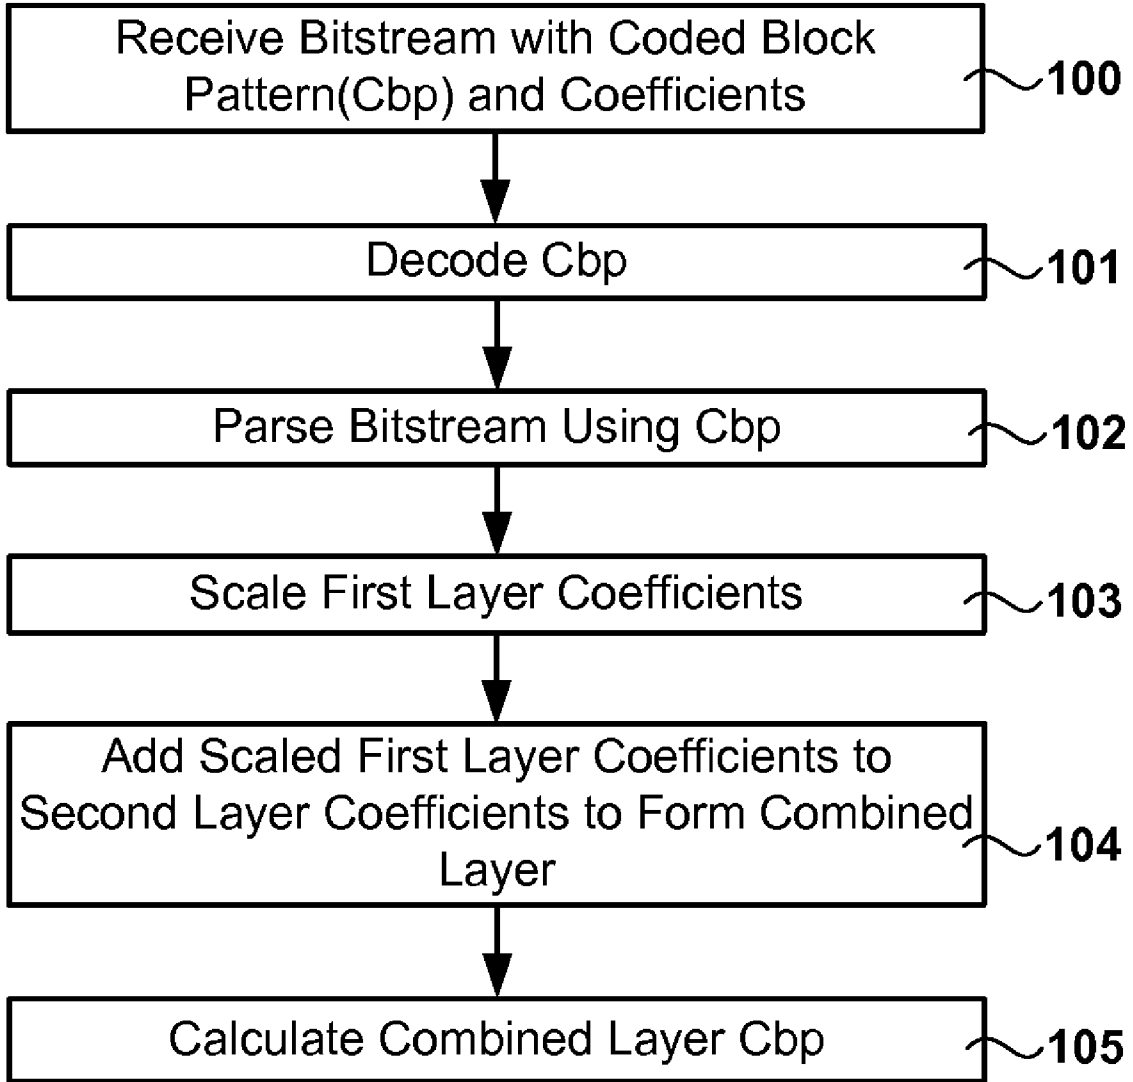 Receive Bitstream with Coded Block
Pattern(Cbp) and Coefficients
100
Decode Cbp
101
Parse Bitstream Using Cbp
102
Scale First Layer Coefficients
103
Add Scaled First Layer Coefficients to
Second Layer Coefficients to Form Combined
Layer
104
Calculate Combined Layer Cbp
105